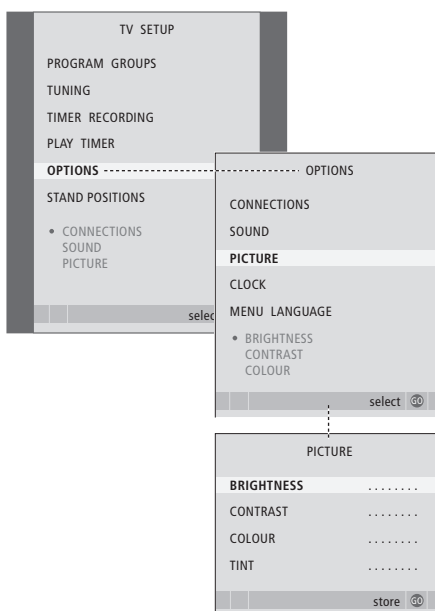 TV SETUP
PROGRAM GROUPS
TUNING
TIMER RECORDING
PLAY TIMER
OPTIONS
STAND POSITIONS
• CONNECTIONS
SOUND
PICTURE
selec
OPTIONS
CONNECTIONS
SOUND
PICTURE
CLOCK
MENU LANGUAGE
• BRIGHTNESS
CONTRAST
COLOUR
select GO
PICTURE
BRIGHTNESS ........
CONTRAST ........
COLOUR ........
TINT ........
store GO